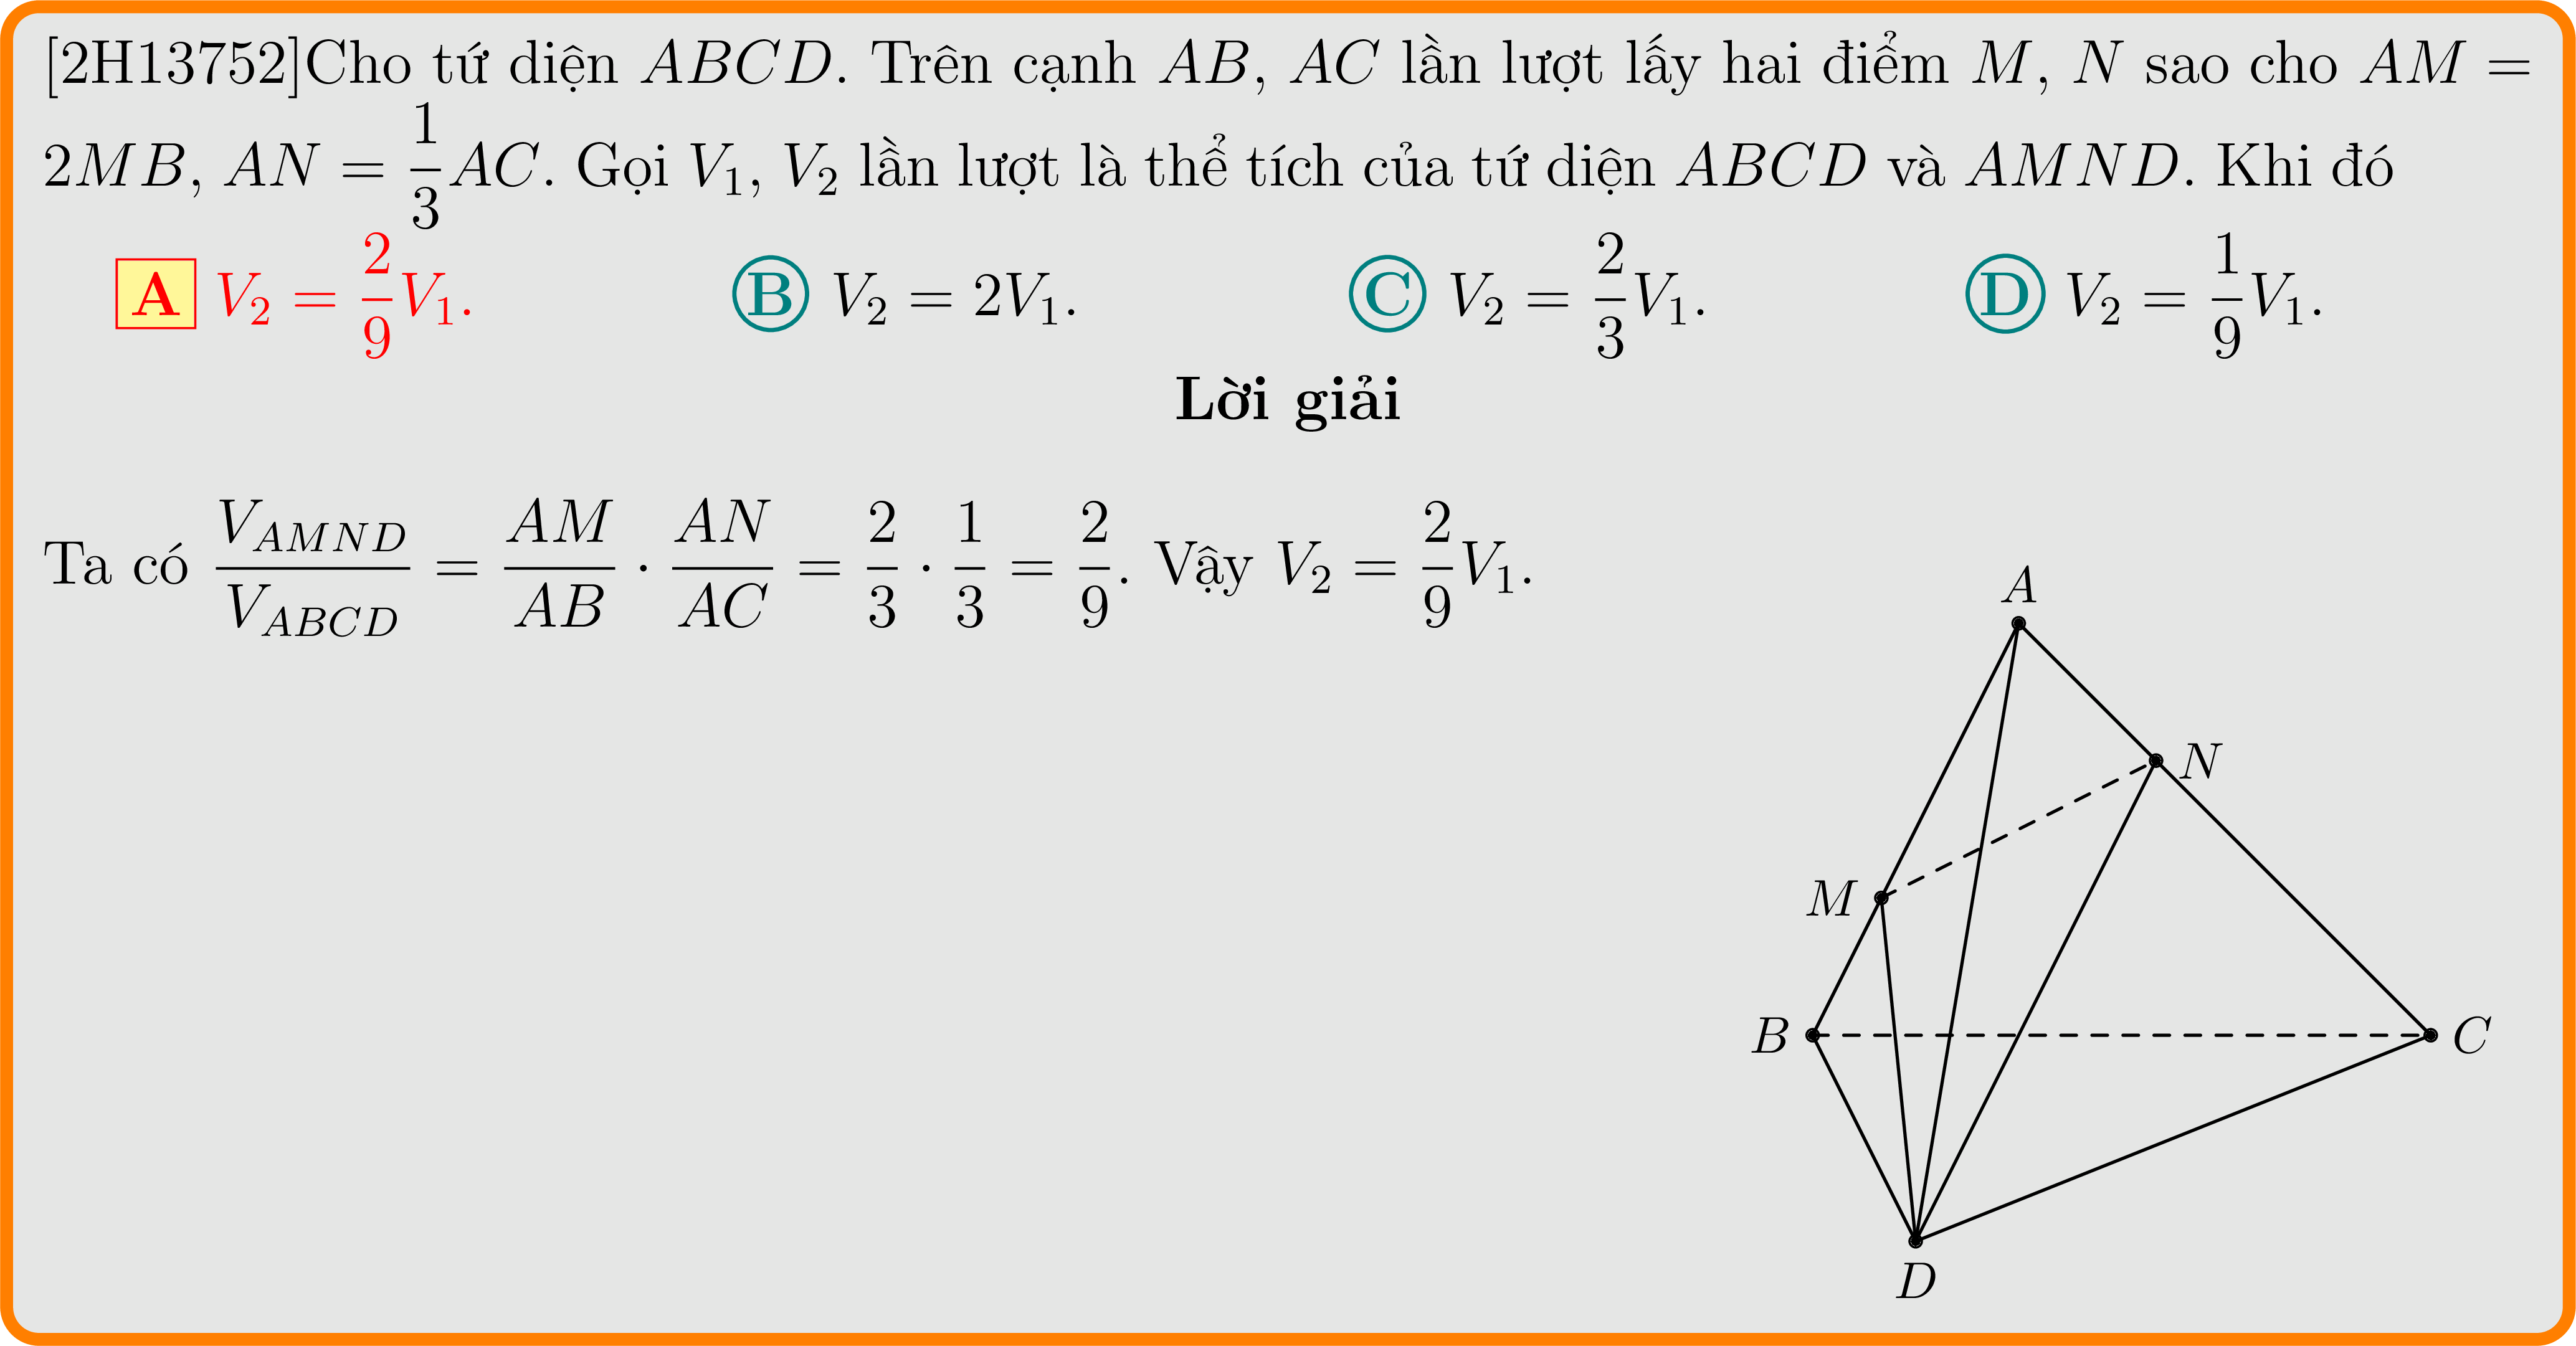 [2H13752]Cho tứ diện ABCD. Trên cạnh AB, AC lần lượt lấy hai điểm M, N sao cho AM =
2MB, AN = \frac{1}{3}AC. Gọi V_1, V_2 lần lượt là thể tích của tứ diện ABCD và AMND. Khi đó
A V_2 = \frac{2}{9}V_1. B V_2 = 2V_1. C V_2 = \frac{2}{3}V_1. D V_2 = \frac{1}{9}V_1.
Lời giải
Ta có \frac{V_{AMND}}{V_{ABCD}} = \frac{AM}{AB} · \frac{AN}{AC} = \frac{2}{3} · \frac{1}{3} = \frac{2}{9}. Vậy V_2 = \frac{2}{9}V_1.
A
N
M
B
C
D